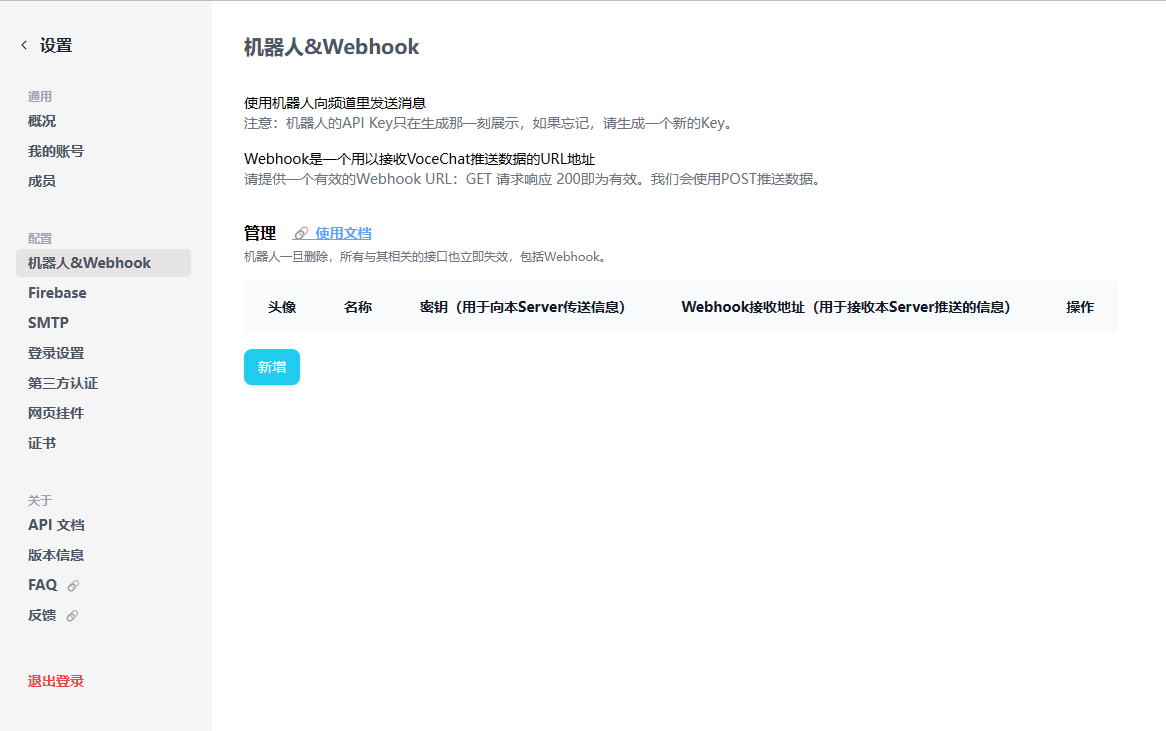 设置
通用
概况
我的账号
成员
配置
机器人&Webhook
Firebase
SMTP
登录设置
第三方认证
网页挂件
证书
关于
API 文档
版本信息
FAQ
反馈
退出登录
机器人&Webhook
使用机器人向频道里发送消息
注意：机器人的API Key只在生成那一刻展示，如果忘记，请生成一个新的Key。
Webhook是一个用以接收VoceChat推送数据的URL地址
请提供一个有效的Webhook URL：GET 请求响应 200即为有效。我们会使用POST推送数据。
管理 使用文档
机器人一旦删除，所有与其相关的接口也立即失效，包括Webhook。
头像 名称 密钥（用于向本Server传送信息） Webhook接收地址（用于接收本Server推送的信息） 操作
新增